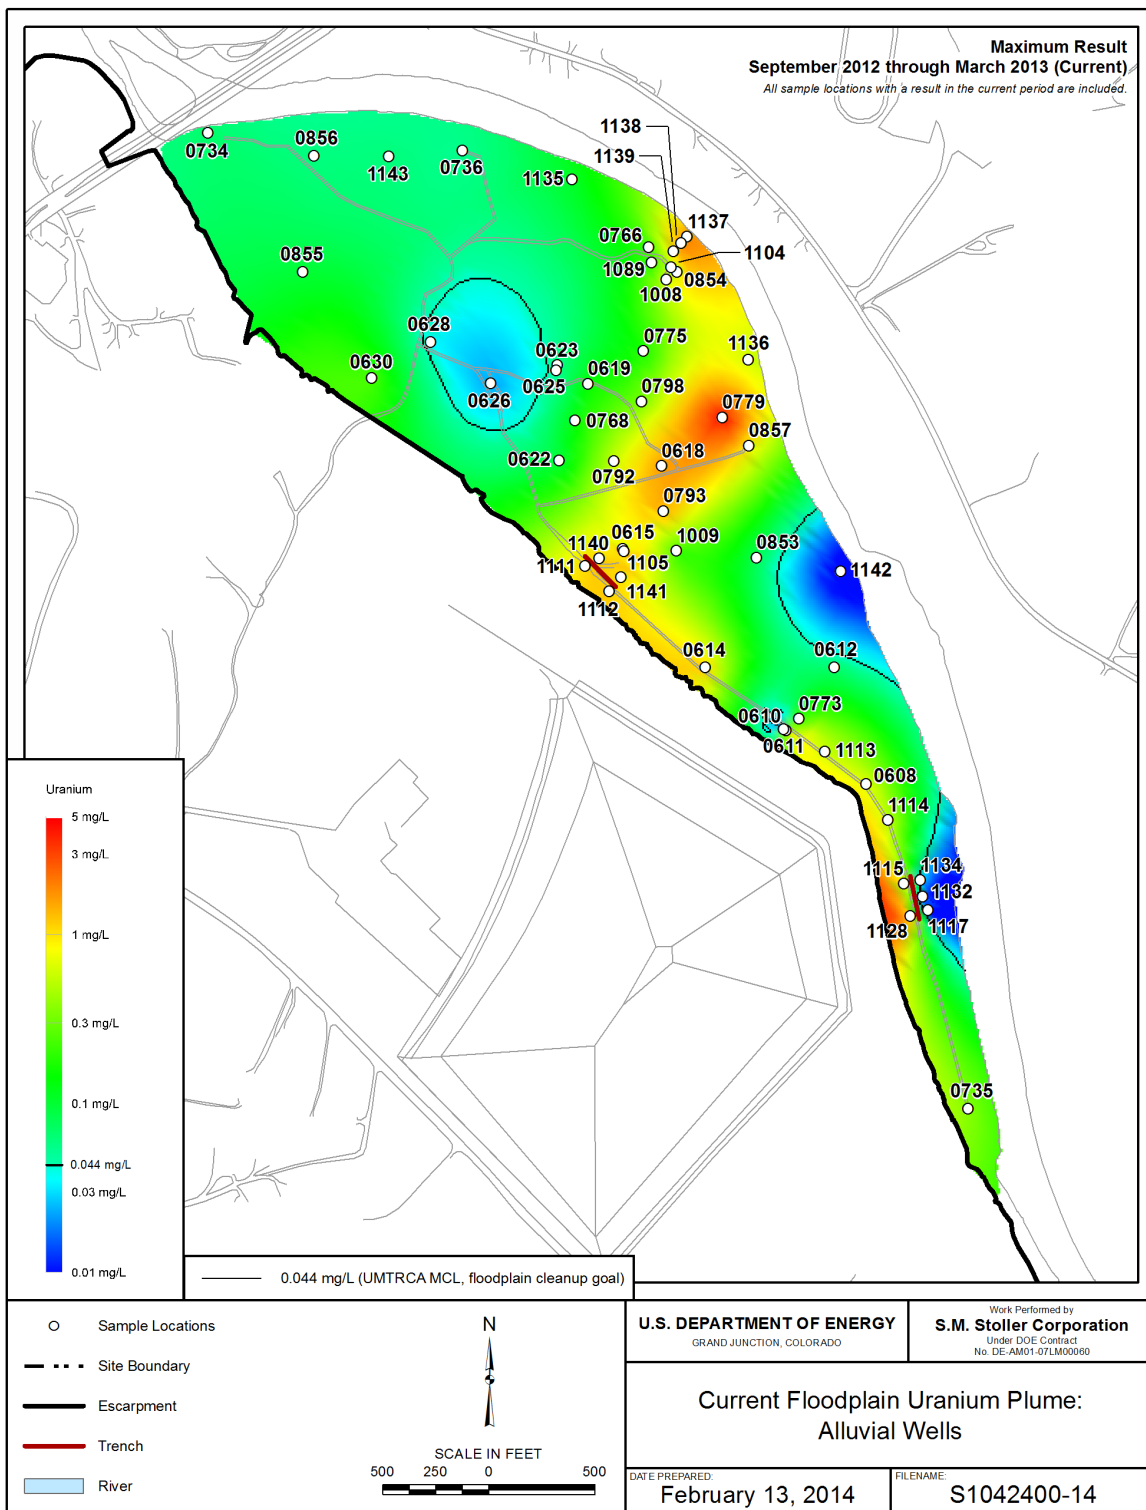 Maximum Result
September 2012 through March 2013 (Current)
All sample locations with a result in the current period are included.
1138
1139
0734
0856
1143
0736
1135
1137
0766
1104
1089
0854
1008
0855
0628
0775
1136
0630
0623
0619
0625
0626
0798
0779
0768
0857
0622
0618
0792
0793
0615
1009
1140
0853
1111
1105
1142
1141
1112
0614
0612
0773
0610
0611
1113
0608
1114
1115
1134
1132
1117
1128
0735
Uranium
5 mg/L
3 mg/L
1 mg/L
0.3 mg/L
0.1 mg/L
0.044 mg/L
0.03 mg/L
0.01 mg/L
0.044 mg/L (UMTRCA MCL, floodplain cleanup goal)
Sample Locations
Site Boundary
Escarpment
Trench
River
N
SCALE IN FEET
500 250 0 500
U.S. DEPARTMENT OF ENERGY
GRAND JUNCTION, COLORADO
Work Performed by
S.M. Stoller Corporation
Under DOE Contract
No. DE-AM01-07LM00060
Current Floodplain Uranium Plume:
Alluvial Wells
DATE PREPARED:
February 13, 2014
FILENAME:
S1042400-14